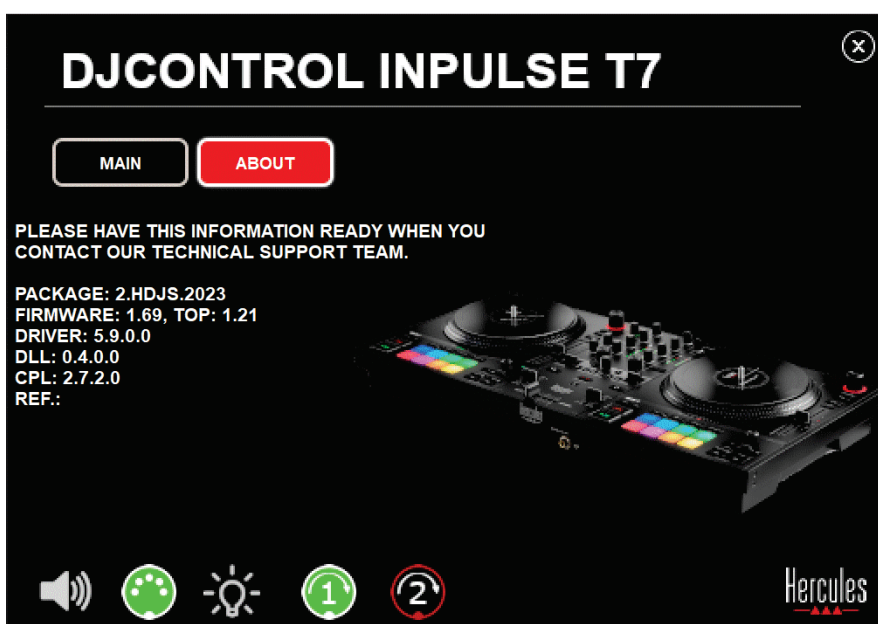 DJCONTROL INPULSE T7
MAIN
ABOUT
PLEASE HAVE THIS INFORMATION READY WHEN YOU
CONTACT OUR TECHNICAL SUPPORT TEAM.
PACKAGE: 2.HDJS.2023
FIRMWARE: 1.69, TOP: 1.21
DRIVER: 5.9.0.0
DLL: 0.4.0.0
CPL: 2.7.2.0
REF.:
1
2
Hercules